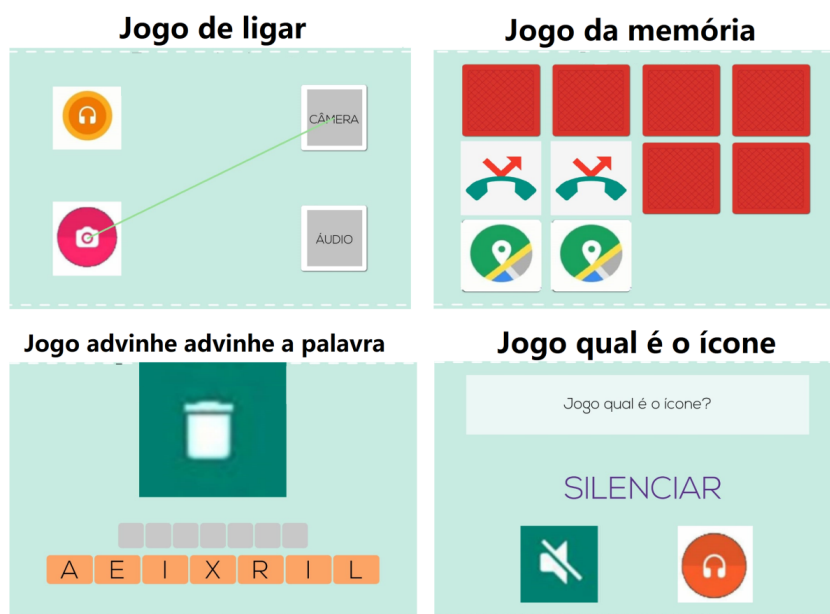 Jogo de ligar
CÂMERA
ÁUDIO
Jogo da memória
Jogo advinhe advinhe a palavra
A E I X R I L
Jogo qual é o ícone
Jogo qual é o ícone?
SILENCIAR